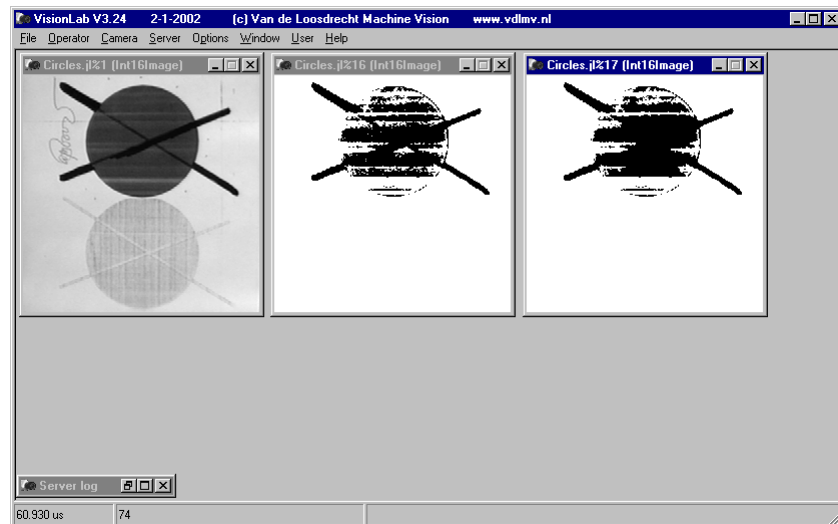 VisionLab V3.24 2-1-2002 (c) Van de Loosdrecht Machine Vision www.vdlmv.nl
File Operator Camera Server Options Window User Help
Circles.jl%1 (Int16Image)
Circles.jl%16 (Int16Image)
Circles.jl%17 (Int16Image)
Server log
60.930 us 74